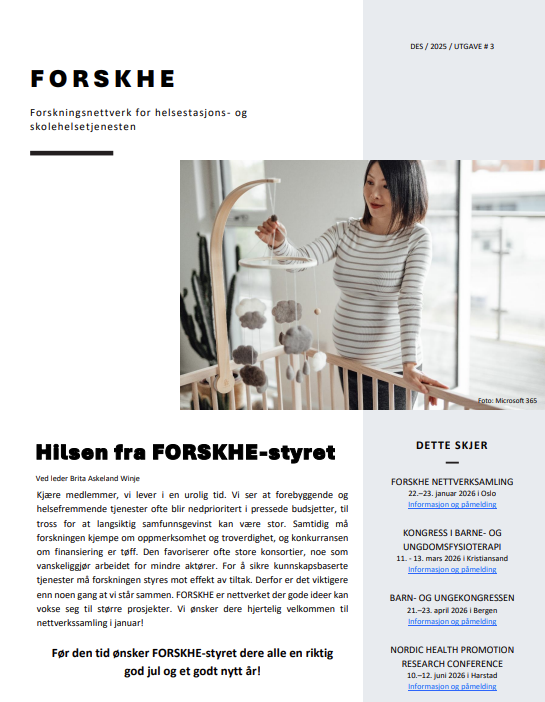 DES / 2025 / UTGAVE # 3
FORSKHE
Forskningsnettverk for helsestasjons- og
skolehelsetjenesten
Foto: Microsoft 365
Hilsen fra FORSKHE-styret
Ved leder Brita Askeland Winje
Kjære medlemmer, vi lever i en urolig tid. Vi ser at forebyggende og
helsefremmende tjenester ofte blir nedprioritert i pressede budsjetter, til
tross for at langsiktig samfunnsgevinst kan være stor. Samtidig må
forskningen kjempe om oppmerksomhet og troverdighet, og konkurransen
om finansiering er tøff. Den favoriserer ofte store konsortier, noe som
vanskeliggjør arbeidet for mindre aktører. For å sikre kunnskapsbaserte
tjenester må forskningen styres mot effekt av tiltak. Derfor er det viktigere
enn noen gang at vi står sammen. FORSKHE er nettverket der gode ideer kan
vokse seg til større prosjekter. Vi ønsker dere hjertelig velkommen til
nettverkssamling i januar!
Før den tid ønsker FORSKHE-styret dere alle en riktig
god jul og et godt nytt år!
DETTE SKJER
FORSKHE NETTVERKSAMLING
22.–23. januar 2026 i Oslo
Informasjon og påmelding
KONGRESS I BARNE- OG
UNGDOMSFYSIOTERAPI
11. - 13. mars 2026 i Kristiansand
Informasjon og påmelding
BARN- OG UNGEKONGRESSEN
21.–23. april 2026 i Bergen
Informasjon og påmelding
NORDIC HEALTH PROMOTION
RESEARCH CONFERENCE
10.–12. juni 2026 i Harstad
Informasjon og påmelding